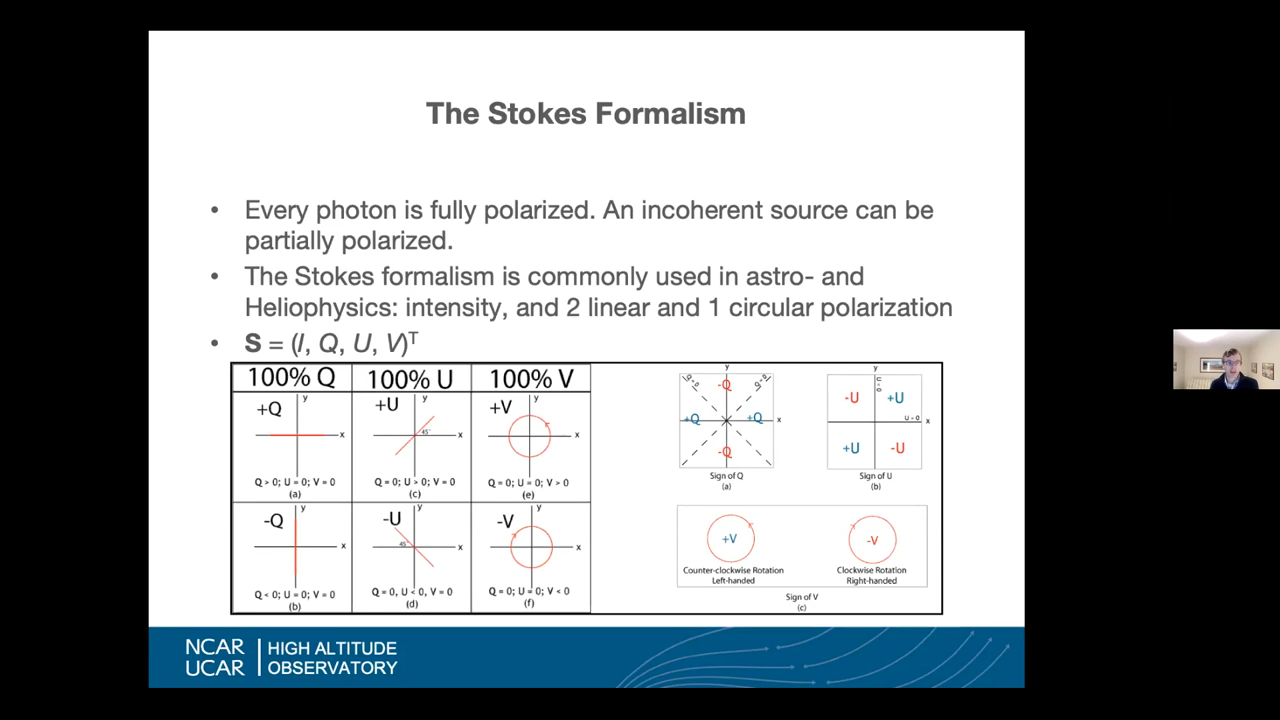 The Stokes Formalism
• Every photon is fully polarized. An incoherent source can be
partially polarized.
• The Stokes formalism is commonly used in astro- and
Heliophysics: intensity, and 2 linear and 1 circular polarization
• S = (I, Q, U, V)ᵀ
100% Q
100% U
100% V
+Q
y
x
Q > 0; U = 0; V = 0
(a)
+U
y
45°
x
Q = 0; U > 0; V = 0
(c)
+V
y
x
Q = 0; U = 0; V > 0
(e)
-Q
y
x
Q < 0; U = 0; V = 0
(b)
-U
y
45°
x
Q = 0, U < 0, V = 0
(d)
-V
y
x
Q = 0; U = 0; V < 0
(f)
y
Q=0
-Q
Q=0
+Q
+Q
x
-Q
Sign of Q
(a)
y
-U
U=0
+U
U=0
x
+U
-U
Sign of U
(b)
+V
Counter-clockwise Rotation
Left-handed
-V
Clockwise Rotation
Right-handed
Sign of V
(c)
NCAR
UCAR
HIGH ALTITUDE
OBSERVATORY